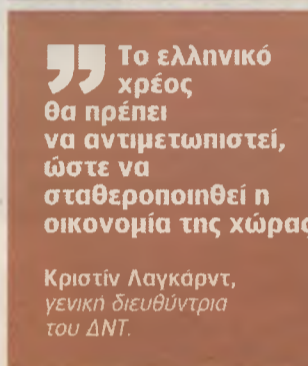 ” Το ελληνικό
χρέος
θα πρέπει
να αντιμετωπιστεί,
ώστε να
σταθεροποιηθεί η
οικονομία της χώρας
Κριστίν Λαγκάρντ,
γενική διευθύντρια
του ΔΝΤ.